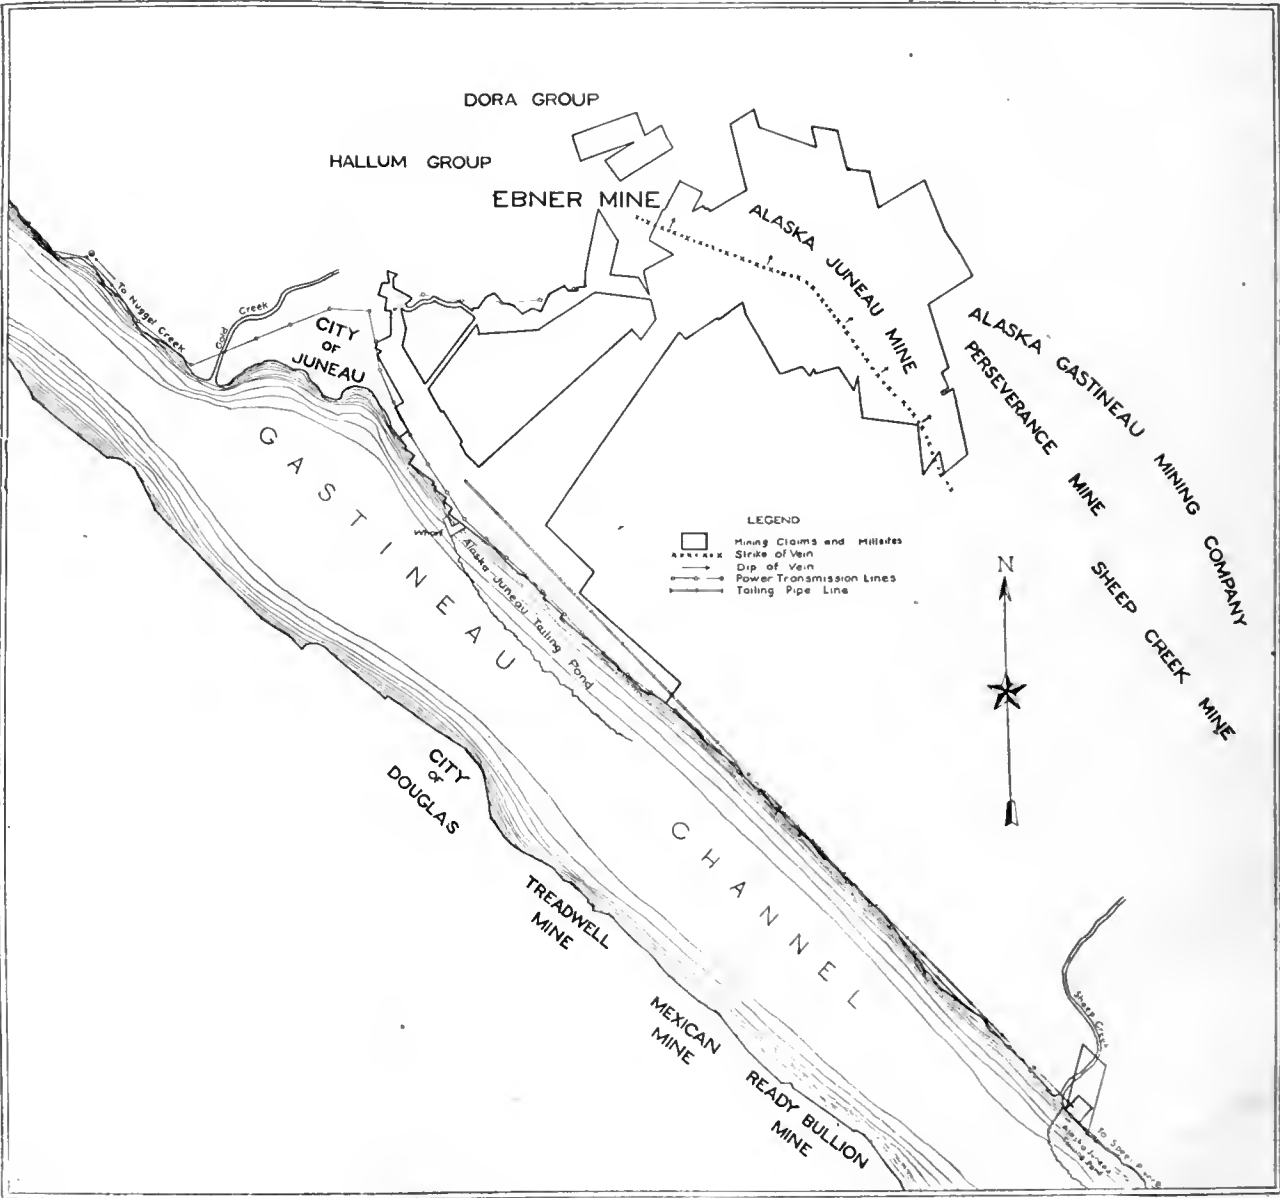 DORA GROUP
HALLUM GROUP
EBNER MINE
ALASKA JUNEAU MINE
To Nugget Creek
Gold Creek
CITY
OF
JUNEAU
ALASKA GASTINEAU MINING COMPANY
PERSEVERANCE MINE
SHEEP CREEK MINE
GASTINEAU CHANNEL
Wharf
Alaska Juneau Tailing Pond
LEGEND
Mining Claims and Millsites
Strike of Vein
Dip of Vein
Power Transmission Lines
Tailing Pipe Line
N
CITY
OF
DOUGLAS
TREADWELL
MINE
MEXICAN
MINE
READY BULLION
MINE
Sheep Creek
Alaska Juneau